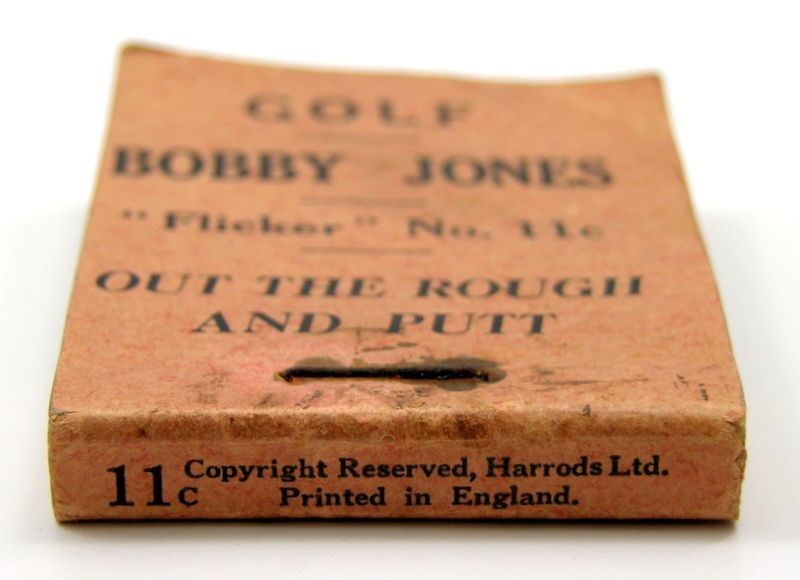 GOLF
BOBBY JONES
"Flicker" No. 11c
OUT THE ROUGH
AND PUTT
11c Copyright Reserved, Harrods Ltd.
Printed in England.